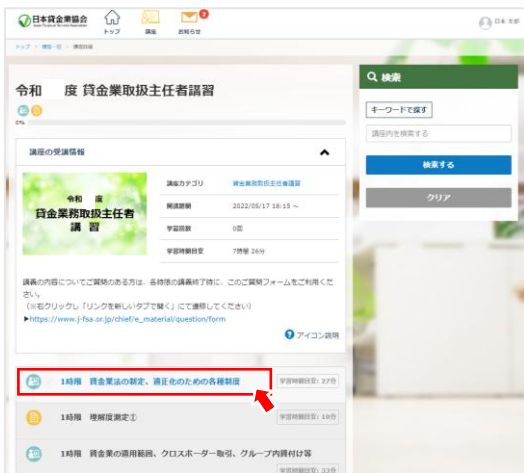 日本貸金業協会
トップ
講座
2
お知らせ
日本 太郎
トップ > 講座一覧 > 講座詳細
令和　度 貸金業取扱主任者講習
0%
講座の受講情報
令和　度
貸金業務取扱主任者
講 習
講座カテゴリ 貸金業務取扱主任者講習
開講期間 2022/05/17 18:15 ～
学習回数 0回
学習時間目安 7時間 26分
講義の内容についてご質問のある方は、各時限の講義終了時に、このご質問フォームをご利用ください。
（※右クリックし「リンクを新しいタブで開く」にて遷移してください）
▶https://www.j-fsa.or.jp/chief/e_material/question/form
? アイコン説明
1時限 貸金業法の制定、適正化のための各種制度
学習時間目安: 27分
1時限 理解度測定①
学習時間目安: 10分
1時限 貸金業の適用範囲、クロスボーダー取引、グループ内貸付け等
学習時間目安: 33分
検索
キーワードで探す
講座内を検索する
検索する
クリア